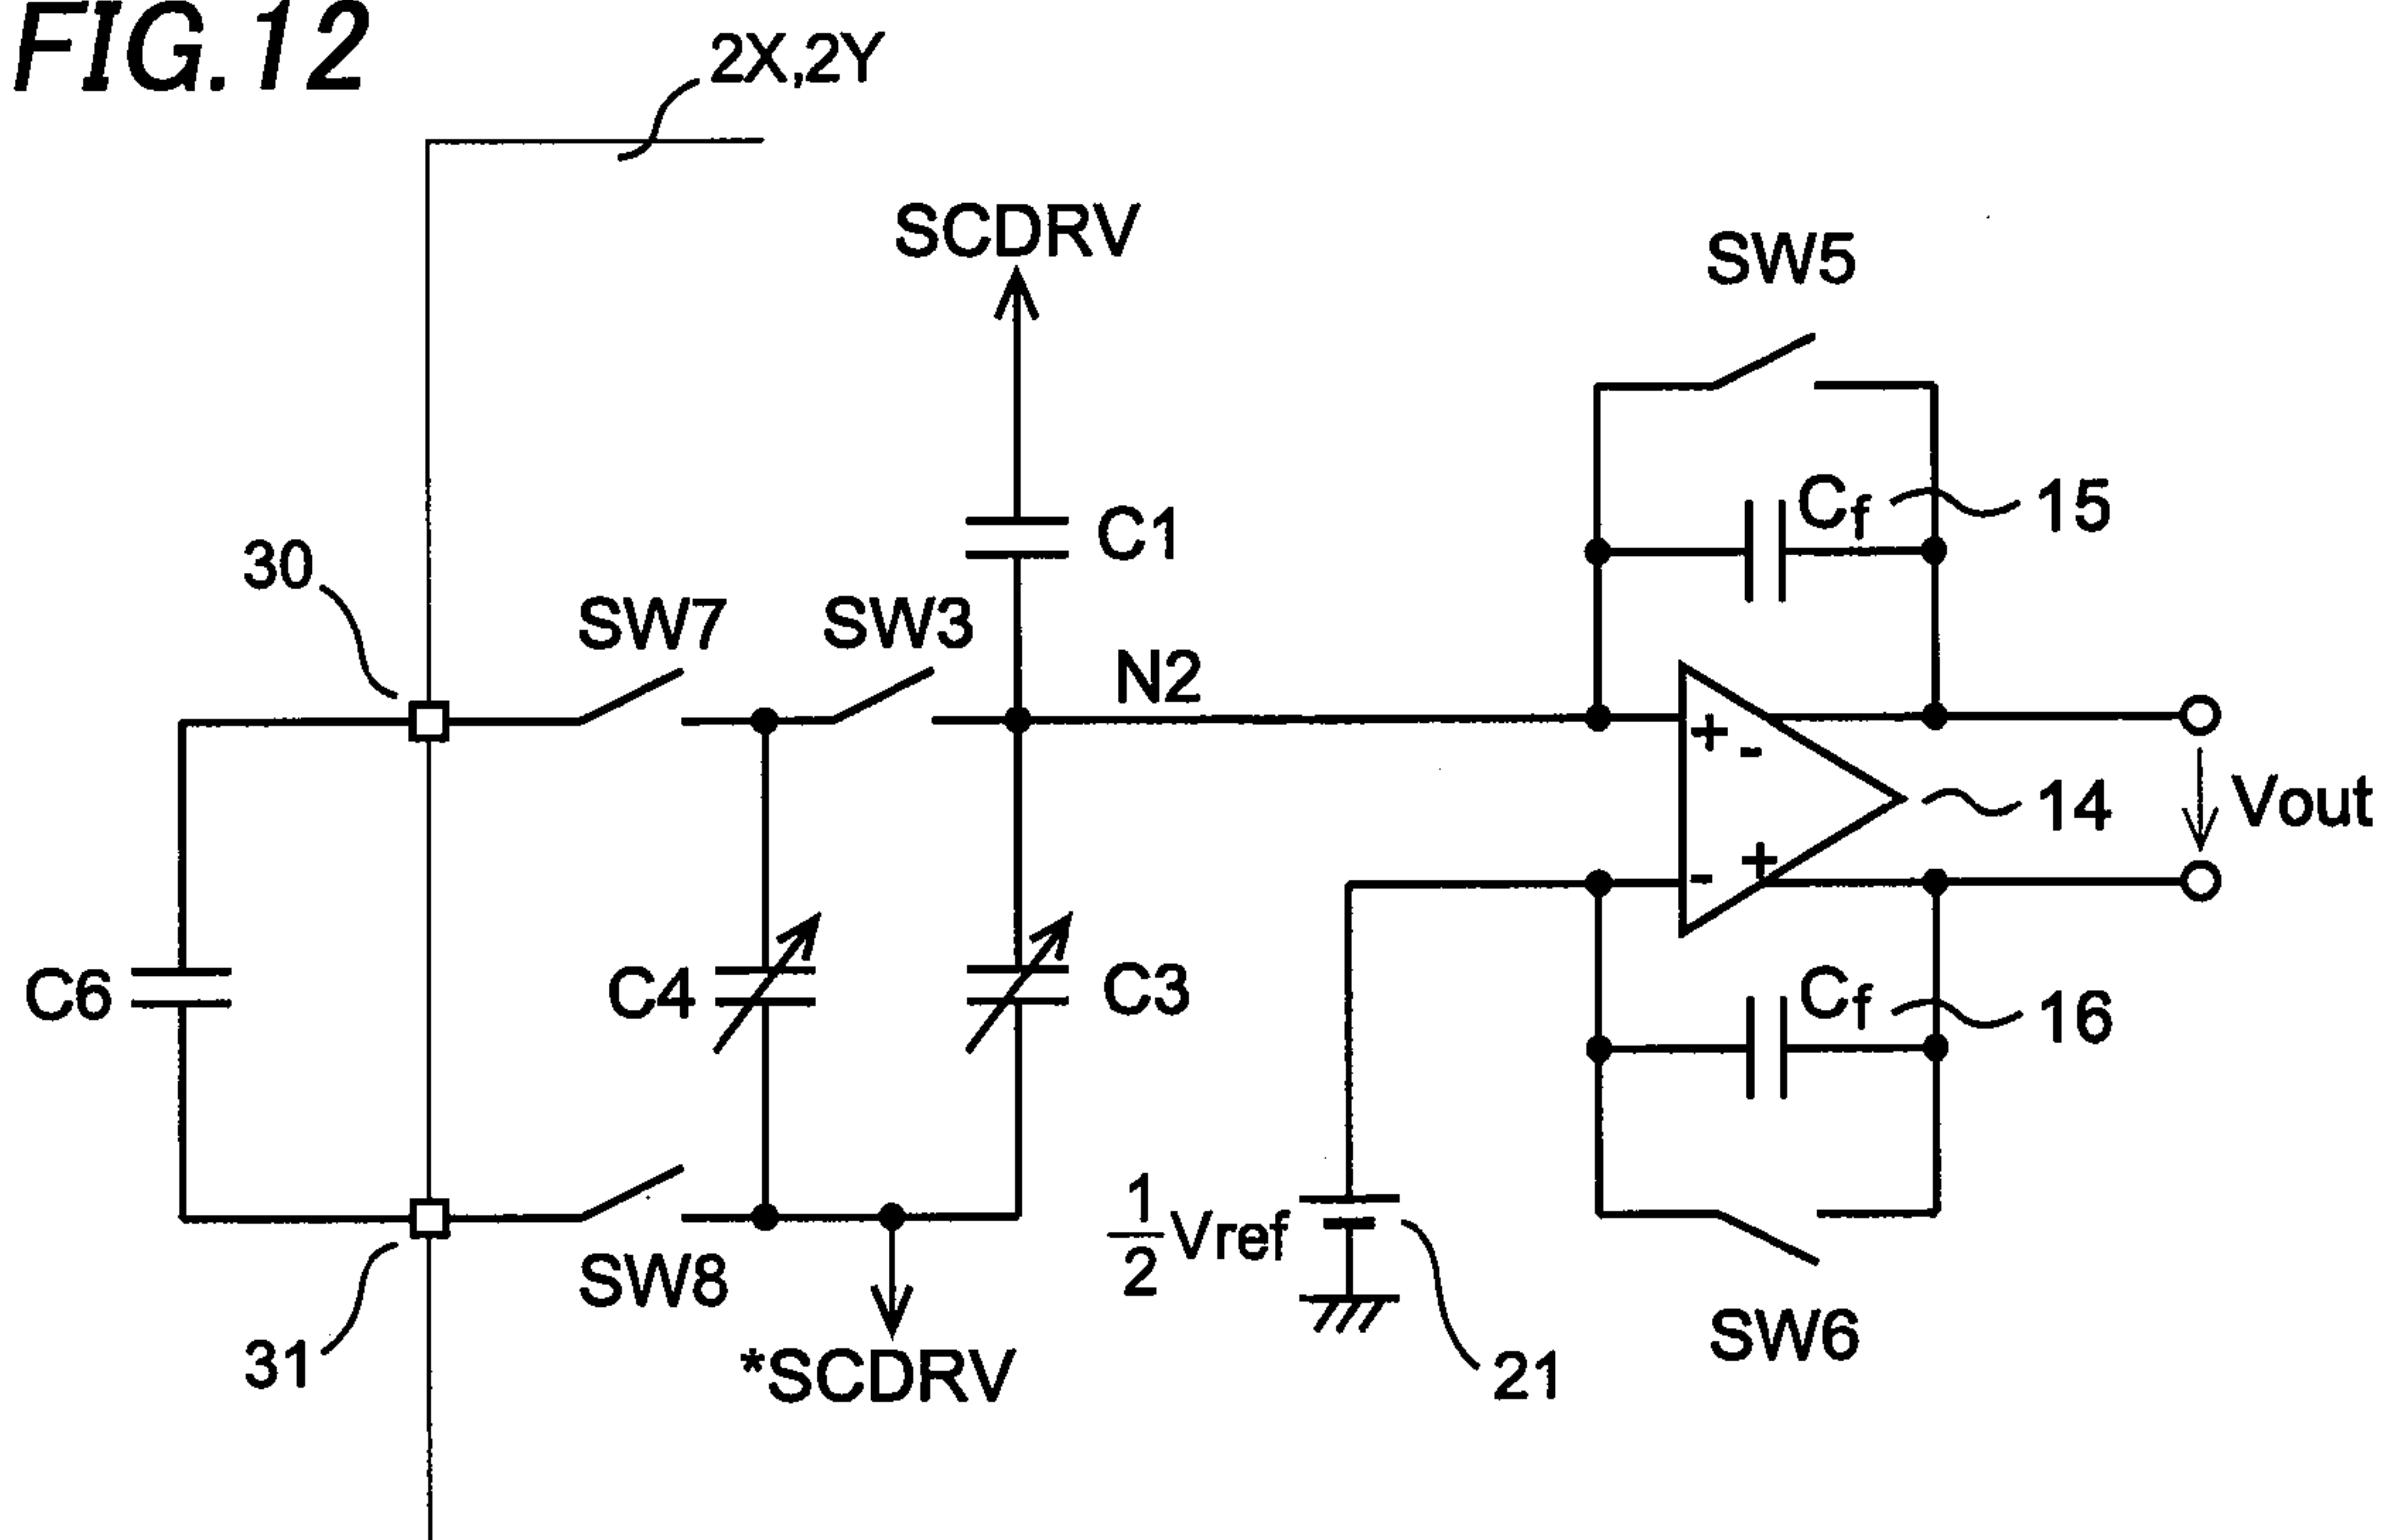 FIG.12
2X,2Y
SCDRV
SW5
Cf
15
C1
30
SW7
SW3
N2
+
-
14
Vout
+
-
C6
C4
C3
Cf
16
1/2 Vref
SW8
31
*SCDRV
21
SW6